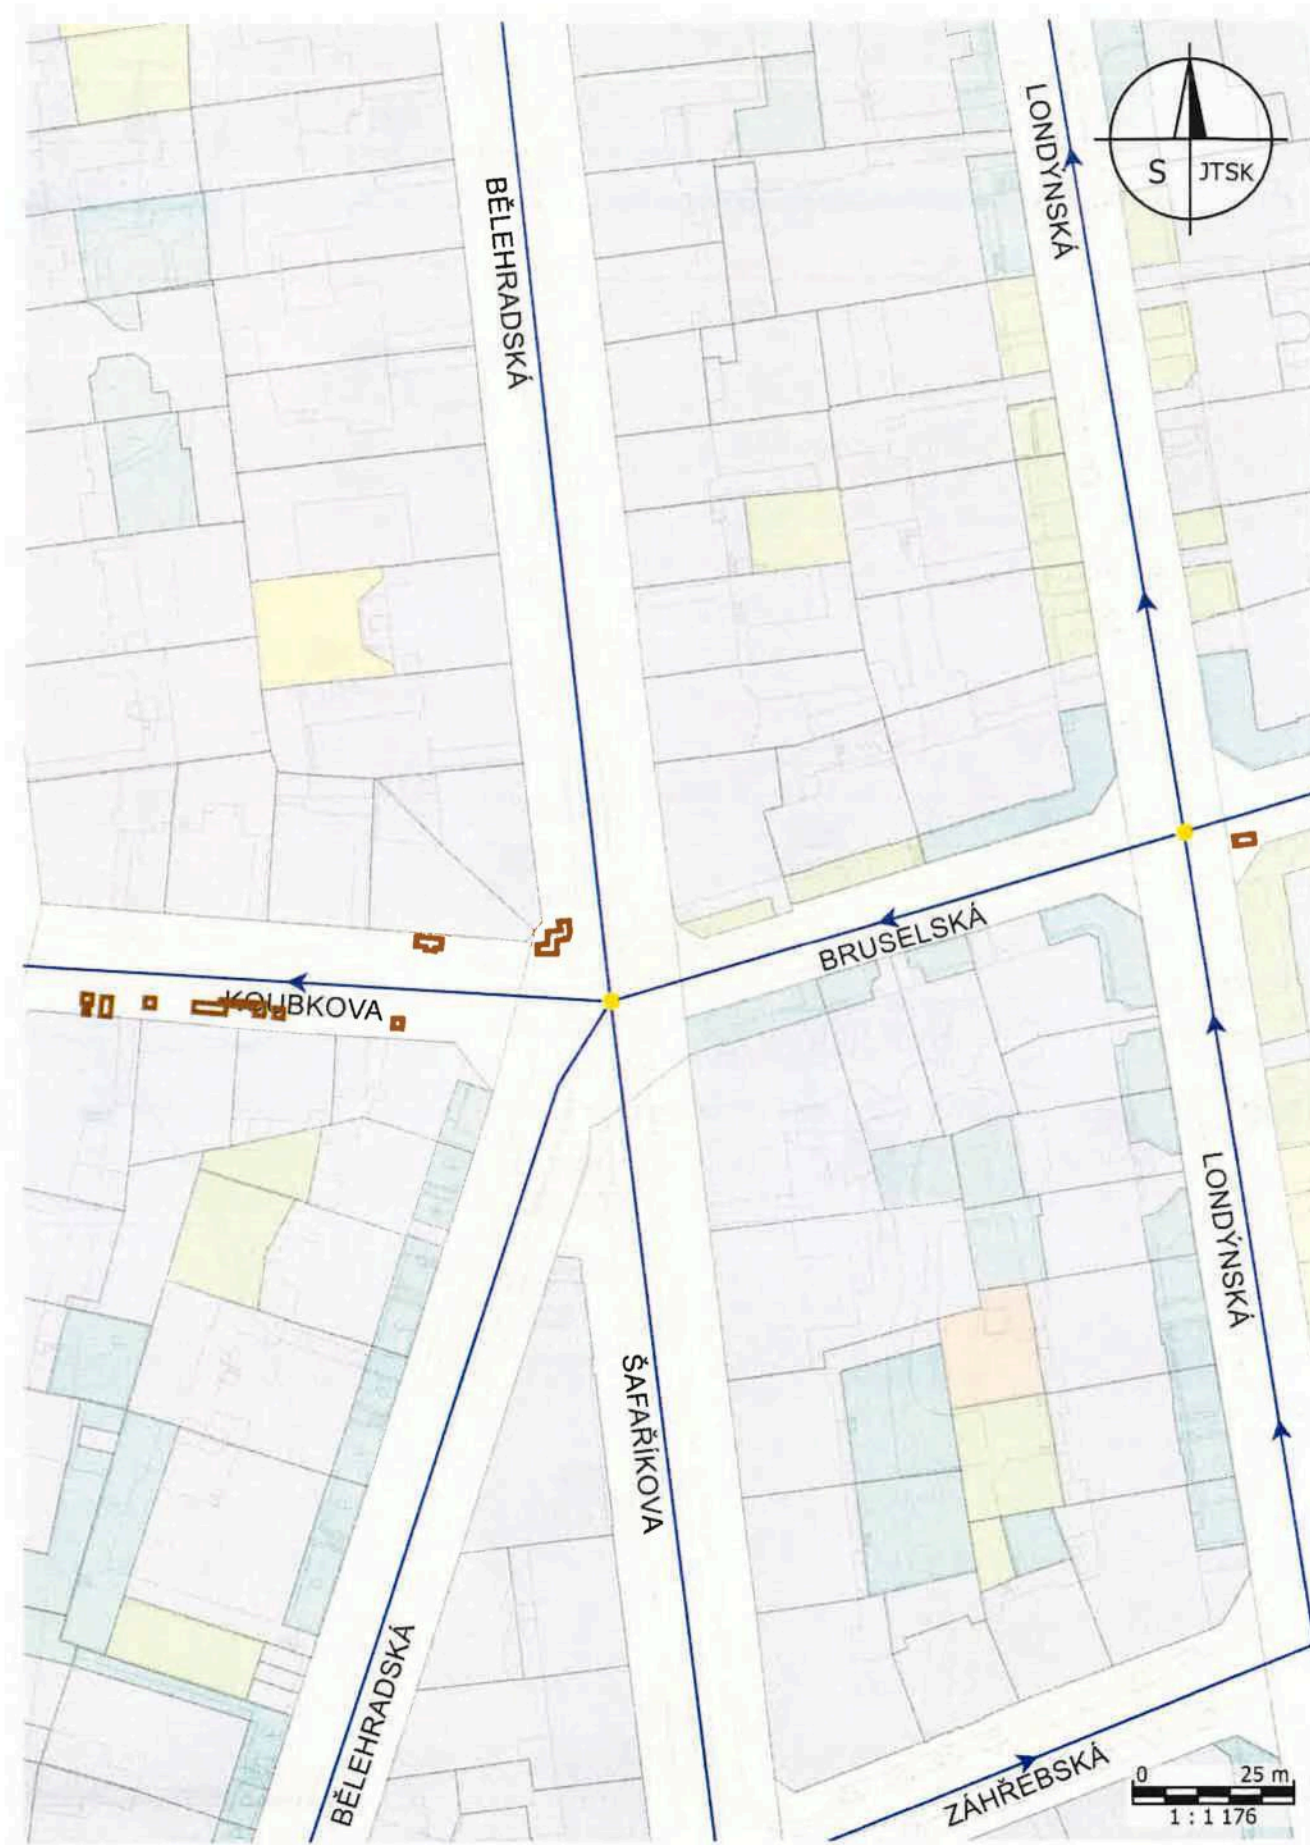 LONDÝNSKÁ
S JTSK
BĚLEHRADSKÁ
BRUSELSKÁ
KOUBKOVA
LONDÝNSKÁ
ŠAFAŘÍKOVA
BĚLEHRADSKÁ
ZÁHŘEBSKÁ
0 25 m
1 : 1 176